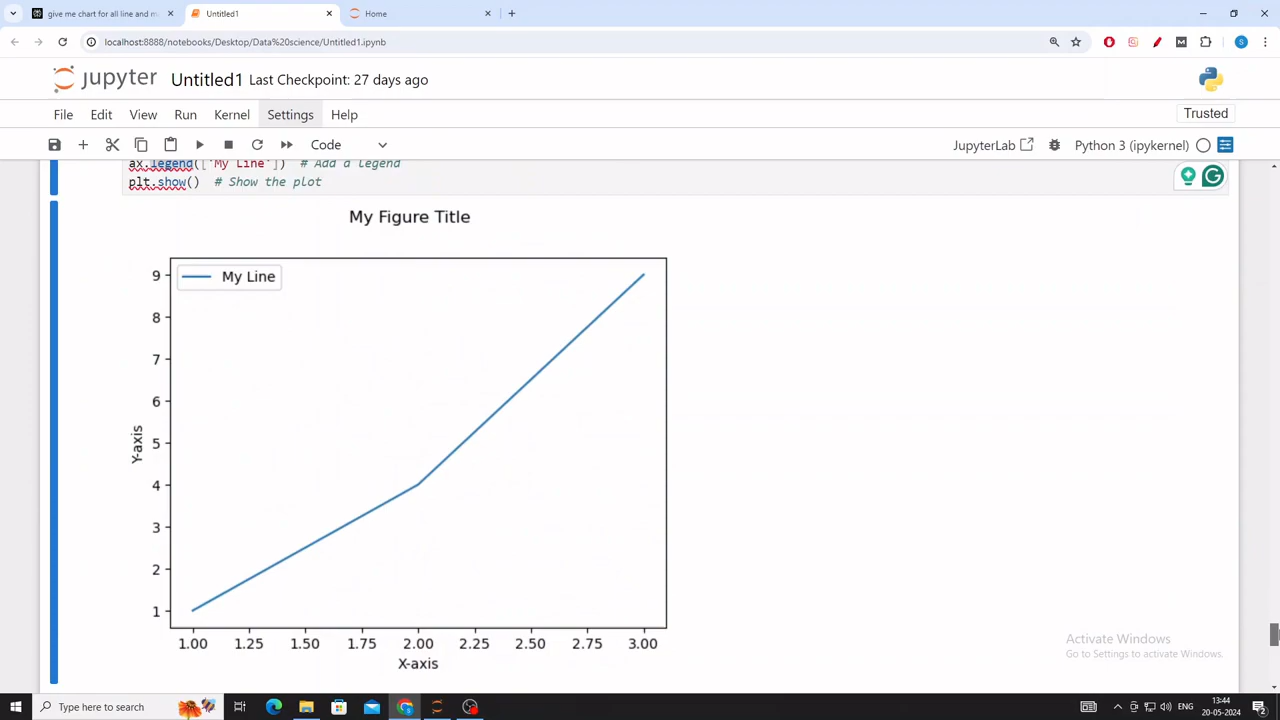 give me chart for all line and m
Untitled1
Home
localhost:8888/notebooks/Desktop/Data%20science/Untitled1.ipynb
jupyter Untitled1 Last Checkpoint: 27 days ago
File Edit View Run Kernel Settings Help
Trusted
Code
JupyterLab
Python 3 (ipykernel)
ax.legend(['My Line']) # Add a legend
plt.show() # Show the plot
My Figure Title
My Line
9
8
7
6
5
4
3
2
1
Y-axis
1.00 1.25 1.50 1.75 2.00 2.25 2.50 2.75 3.00
X-axis
Activate Windows
Go to Settings to activate Windows.
Type here to search
ENG
13:44
20-05-2024
2